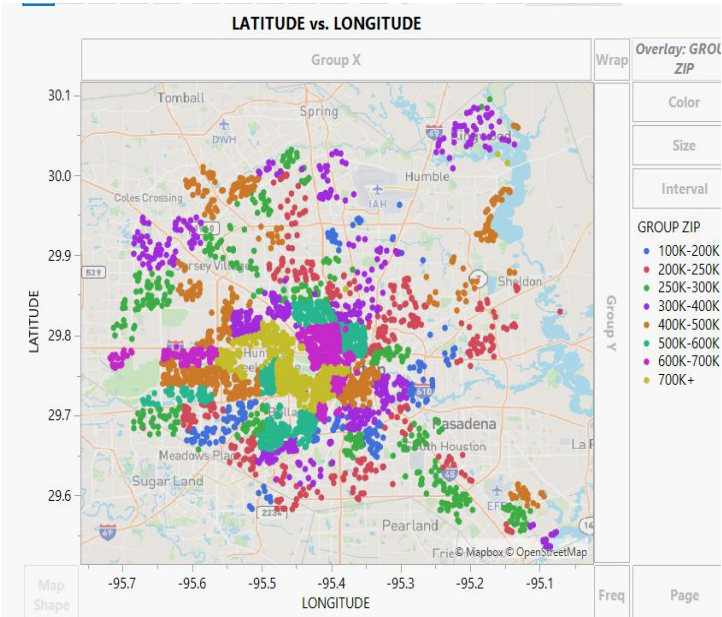 LATITUDE vs. LONGITUDE
Group X
Wrap
Overlay: GROU
ZIP
Color
Size
Interval
GROUP ZIP
100K-200K
200K-250K
250K-300K
300K-400K
400K-500K
500K-600K
600K-700K
700K+
Group Y
LATITUDE
30.1
30.0
29.9
29.8
29.7
29.6
Tomball
Spring
DWH
Humble
IAH
Coles Crossing
529
Sheldon
Pasadena
Meadows Pla
Sugar Land
2234
Pearland
© Mapbox © OpenStreetMap
-95.7
-95.6
-95.5
-95.4
-95.3
-95.2
-95.1
LONGITUDE
Map
Shape
Freq
Page